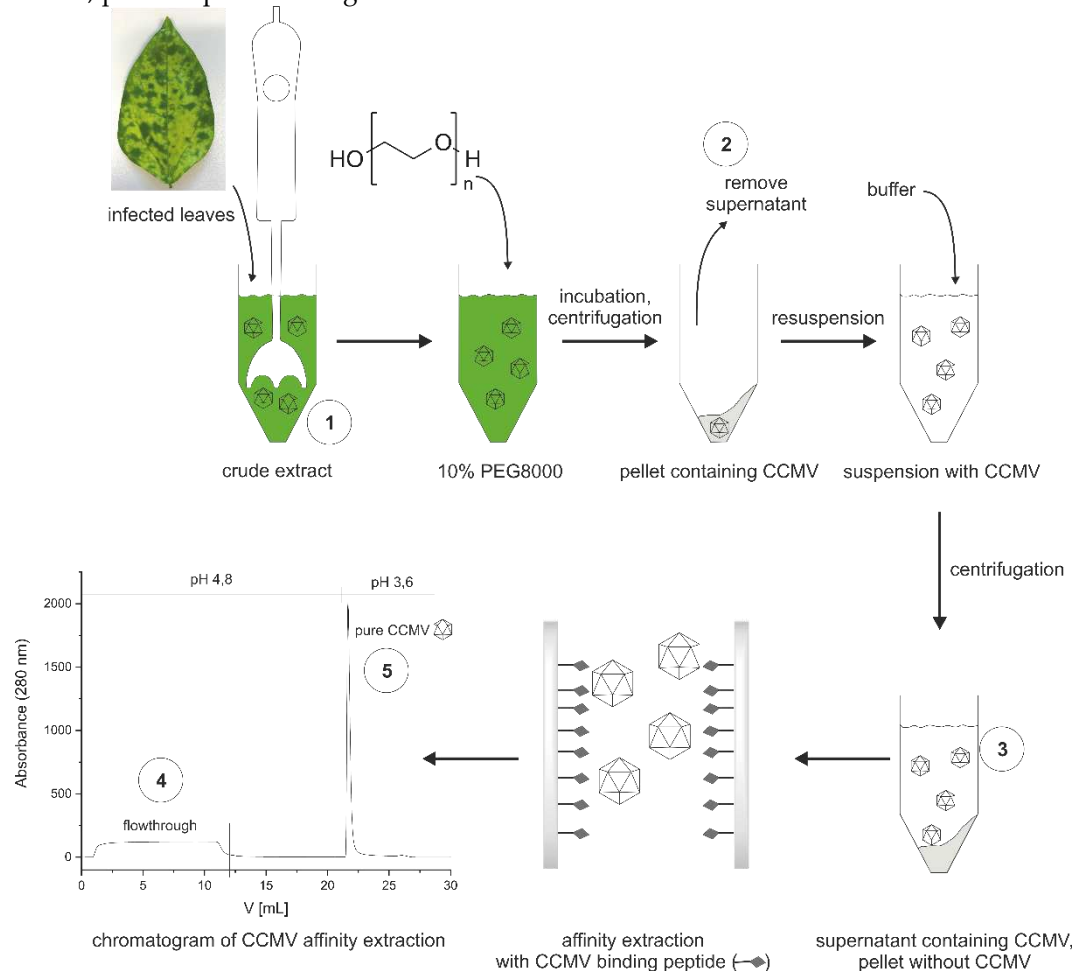 HO
O
H
n
2
remove
supernatant
buffer
infected leaves
incubation,
centrifugation
resuspension
1
crude extract
10% PEG8000
pellet containing CCMV
suspension with CCMV
centrifugation
pH 4,8
pH 3,6
2000
pure CCMV
1500
5
1000
Absorbance (280 nm)
4
500
flowthrough
0
0
5
10
15
20
25
30
V [mL]
3
chromatogram of CCMV affinity extraction
affinity extraction
with CCMV binding peptide ( )
supernatant containing CCMV,
pellet without CCMV